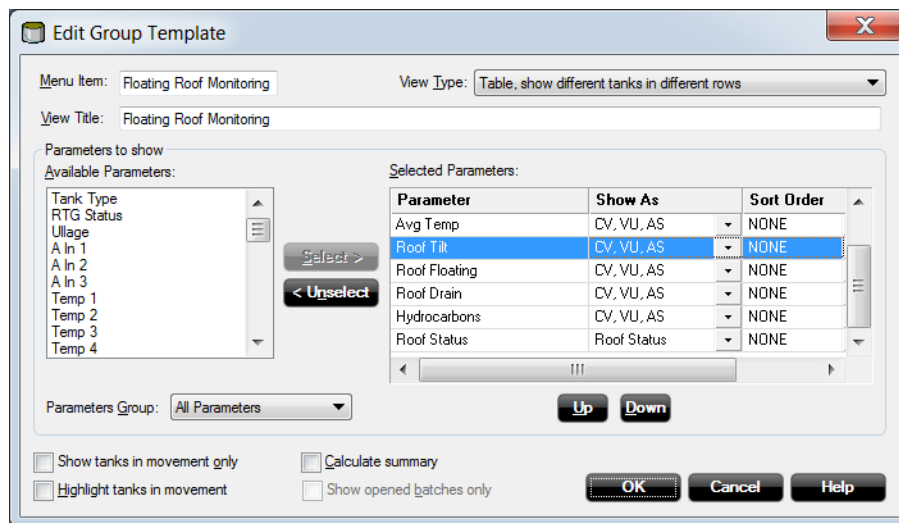 Edit Group Template
X
Menu Item: Floating Roof Monitoring View Type: Table, show different tanks in different rows
View Title: Floating Roof Monitoring
Parameters to show
Available Parameters: Selected Parameters:
Tank Type
RTG Status
Ullage
A In 1
A In 2
A In 3
Temp 1
Temp 2
Temp 3
Temp 4
Select >
< Unselect
Parameter Show As Sort Order
Avg Temp CV, VU, AS NONE
Roof Tilt CV, VU, AS NONE
Roof Floating CV, VU, AS NONE
Roof Drain CV, VU, AS NONE
Hydrocarbons CV, VU, AS NONE
Roof Status Roof Status NONE
Parameters Group: All Parameters Up Down
Show tanks in movement only Calculate summary
Highlight tanks in movement Show opened batches only
OK Cancel Help